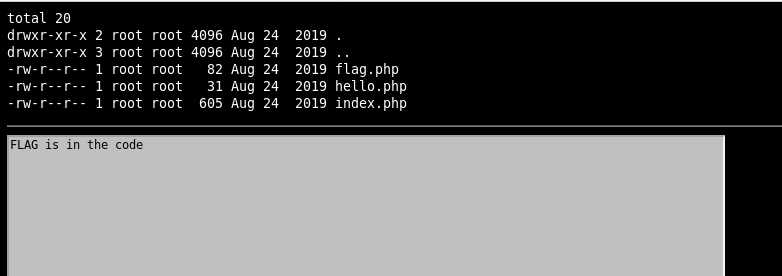 total 20
drwxr-xr-x 2 root root 4096 Aug 24  2019 .
drwxr-xr-x 3 root root 4096 Aug 24  2019 ..
-rw-r--r-- 1 root root   82 Aug 24  2019 flag.php
-rw-r--r-- 1 root root   31 Aug 24  2019 hello.php
-rw-r--r-- 1 root root  605 Aug 24  2019 index.php
FLAG is in the code